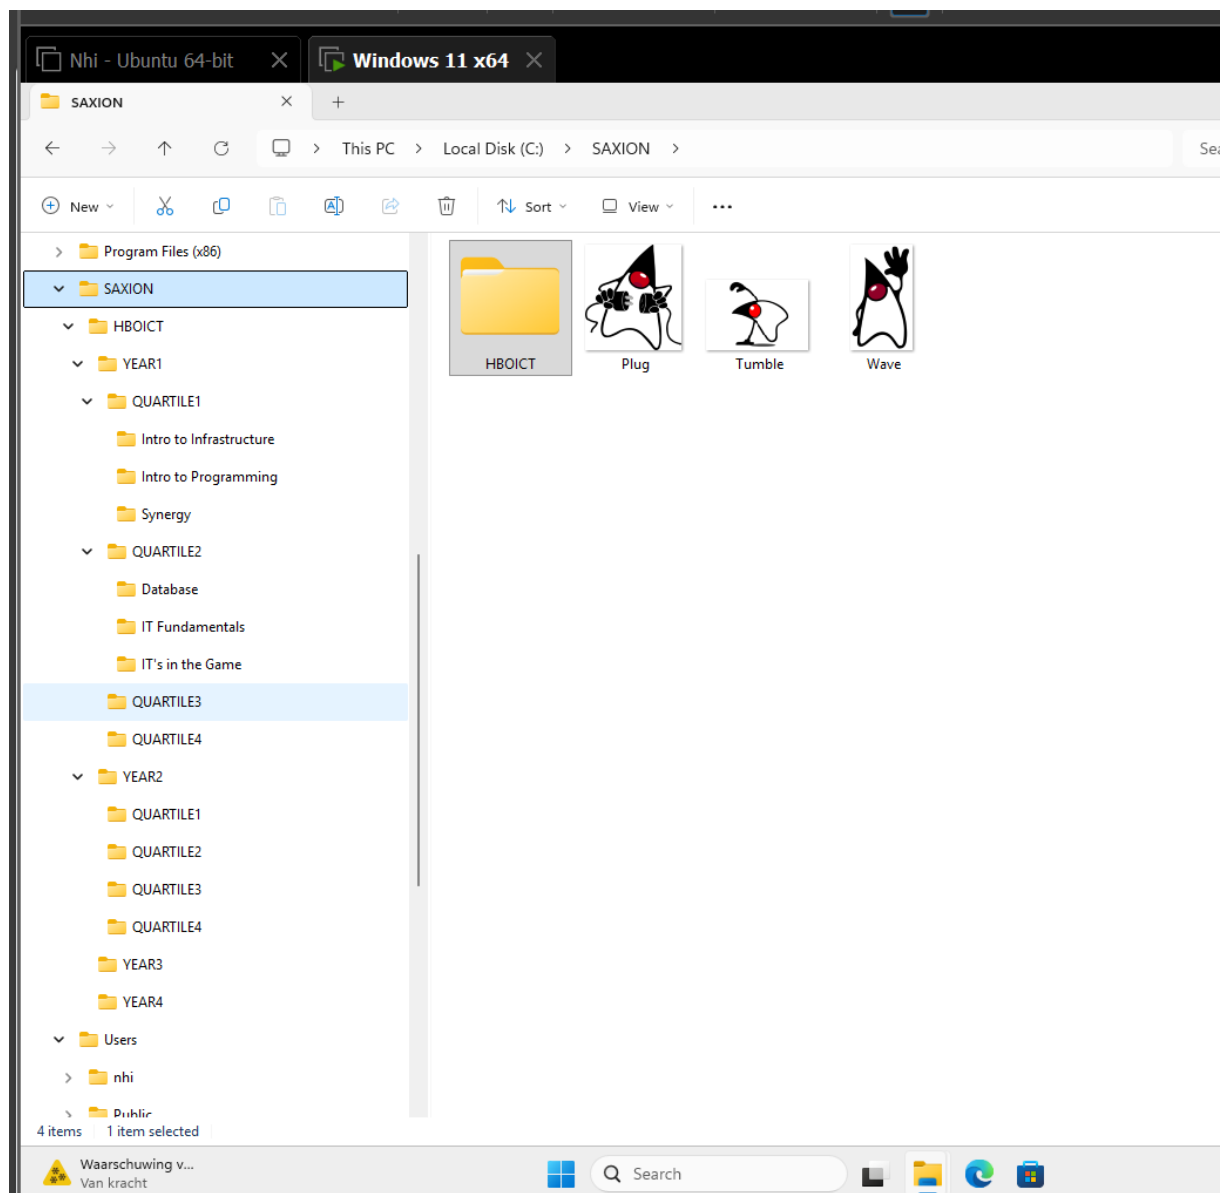 Nhi - Ubuntu 64-bit
Windows 11 x64
SAXION
This PC > Local Disk (C:) > SAXION >
New
Sort
View
Program Files (x86)
SAXION
HBOICT
YEAR1
QUARTILE1
Intro to Infrastructure
Intro to Programming
Synergy
QUARTILE2
Database
IT Fundamentals
IT's in the Game
QUARTILE3
QUARTILE4
YEAR2
QUARTILE1
QUARTILE2
QUARTILE3
QUARTILE4
YEAR3
YEAR4
Users
nhi
Public
HBOICT
Plug
Tumble
Wave
4 items
1 item selected
Waarschuwing v...
Van kracht
Search